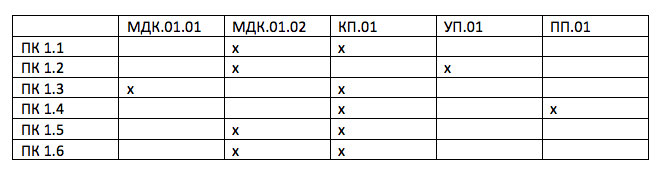 МДК.01.01 МДК.01.02 КП.01 УП.01 ПП.01
ПК 1.1 х х
ПК 1.2 х х
ПК 1.3 х х
ПК 1.4 х х
ПК 1.5 х х
ПК 1.6 х х